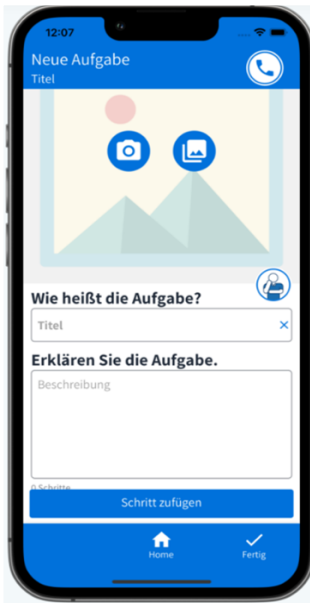 12:07
Neue Aufgabe
Titel
Wie heißt die Aufgabe?
Titel
Erklären Sie die Aufgabe.
Beschreibung
0 Schritte
Schritt zufügen
Home
Fertig